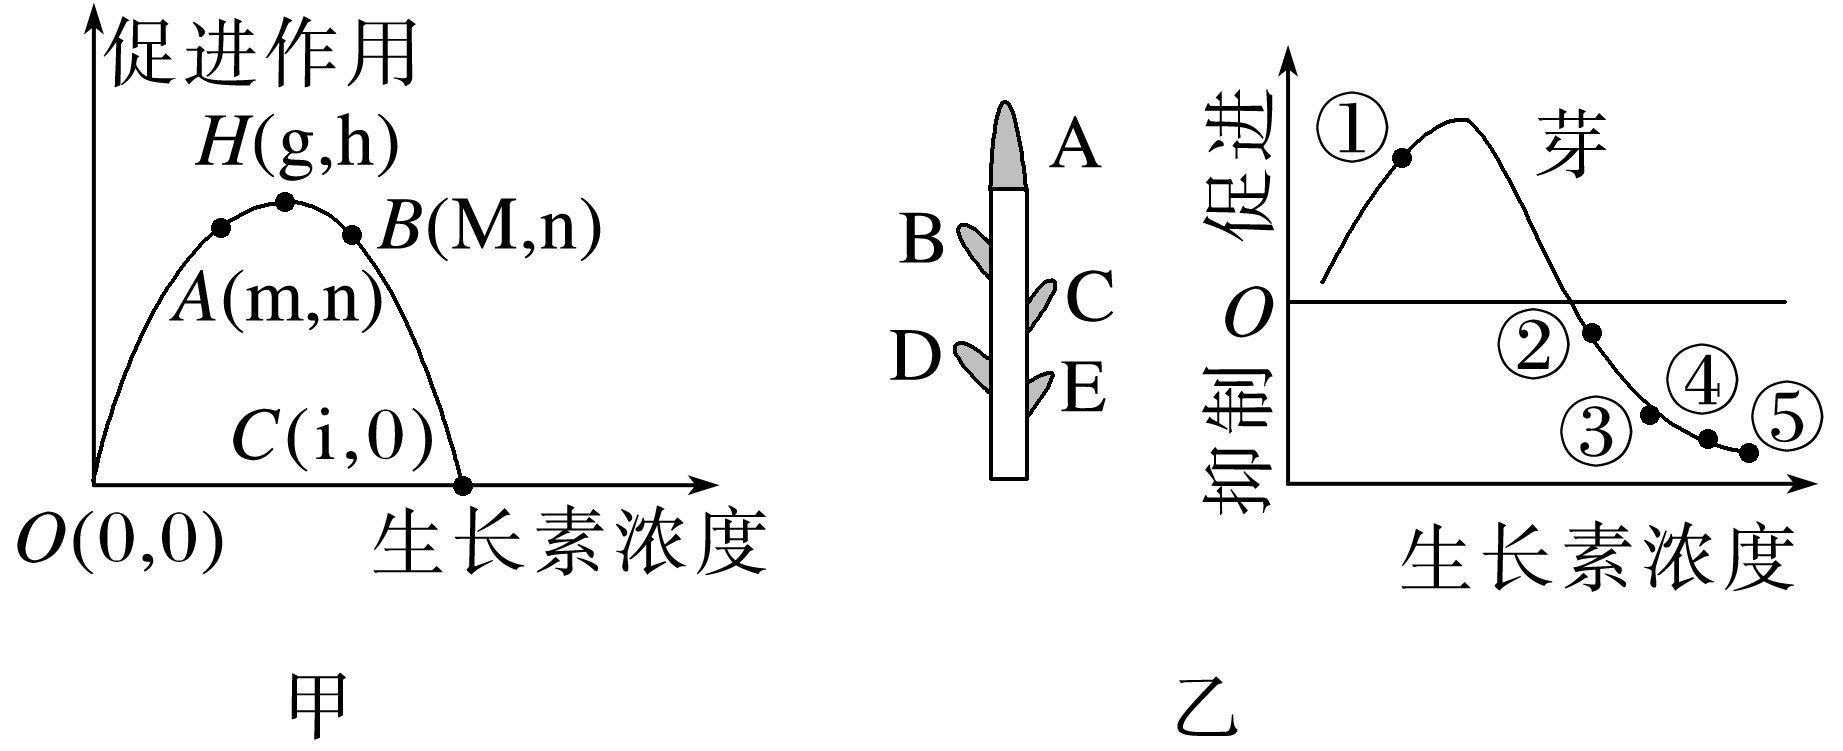 促进作用
H(g,h)
B(M,n)
A(m,n)
C(i,0)
O(0,0)
生长素浓度
甲
A
B
C
D
E
促进
O
抑制
①
芽
②
③
④
⑤
生长素浓度
乙